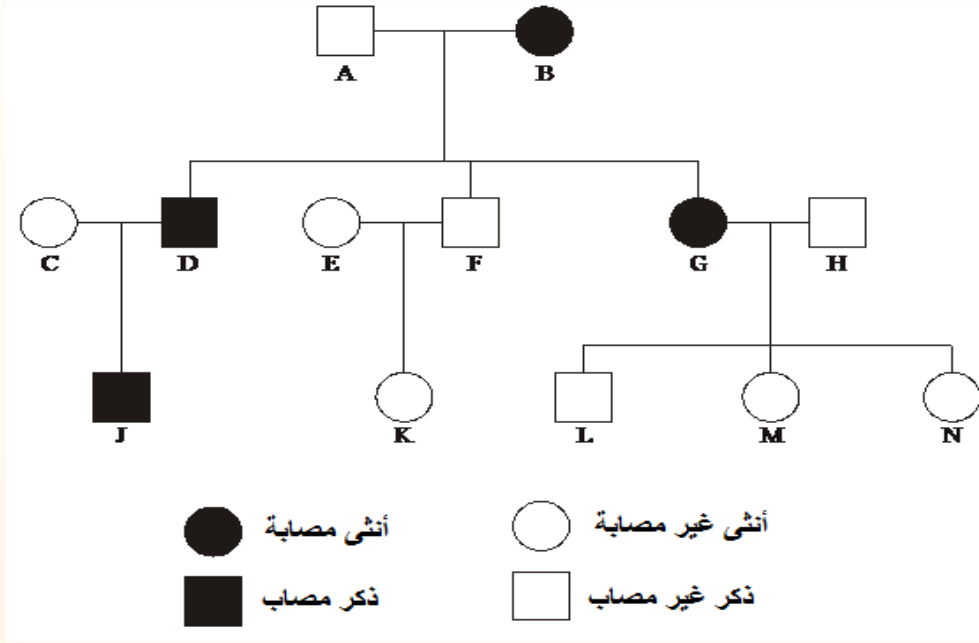 A B
C D E F G H
J K L M N
أنثى مصابة أنثى غير مصابة
ذكر مصاب ذكر غير مصاب